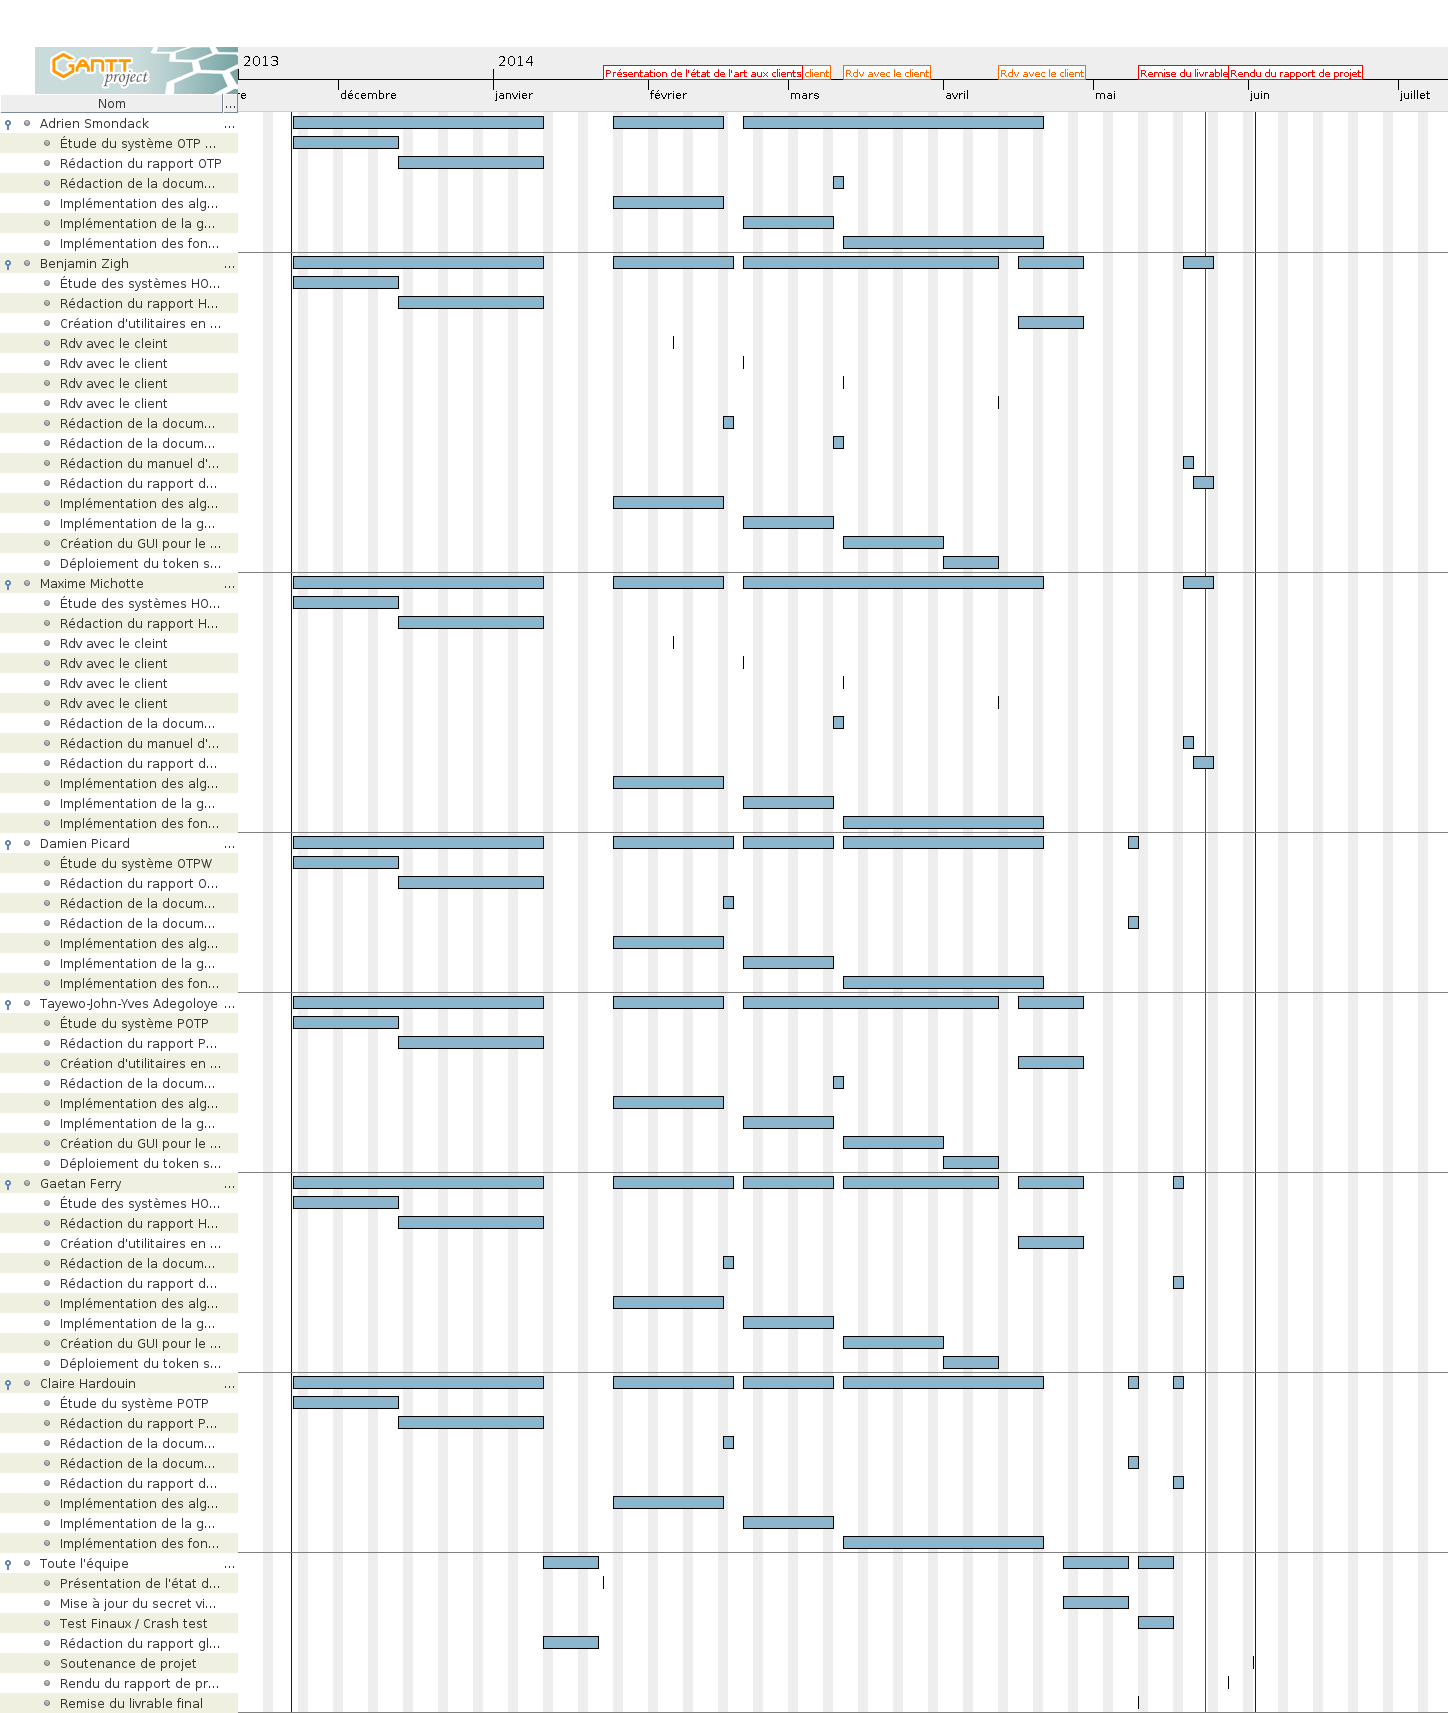 2013
2014
GANTT
project
Présentation de l'état de l'art aux clients
client
Rdv avec le client
Rdv avec le client
Remise du livrable
Rendu du rapport de projet
Nom
...
re
décembre
janvier
février
mars
avril
mai
juin
juillet
Adrien Smondack ...
Étude du système OTP ...
Rédaction du rapport OTP
Rédaction de la docum...
Implémentation des alg...
Implémentation de la g...
Implémentation des fon...
Benjamin Zigh ...
Étude des systèmes HO...
Rédaction du rapport H...
Création d'utilitaires en ...
Rdv avec le cleint
Rdv avec le client
Rdv avec le client
Rdv avec le client
Rédaction de la docum...
Rédaction de la docum...
Rédaction du manuel d'...
Rédaction du rapport d...
Implémentation des alg...
Implémentation de la g...
Création du GUI pour le ...
Déploiement du token s...
Maxime Michotte ...
Étude des systèmes HO...
Rédaction du rapport H...
Rdv avec le cleint
Rdv avec le client
Rdv avec le client
Rdv avec le client
Rédaction de la docum...
Rédaction du manuel d'...
Rédaction du rapport d...
Implémentation des alg...
Implémentation de la g...
Implémentation des fon...
Damien Picard ...
Étude du système OTPW
Rédaction du rapport O...
Rédaction de la docum...
Rédaction de la docum...
Implémentation des alg...
Implémentation de la g...
Implémentation des fon...
Tayewo-John-Yves Adegoloye ...
Étude du système POTP
Rédaction du rapport P...
Création d'utilitaires en ...
Rédaction de la docum...
Implémentation des alg...
Implémentation de la g...
Création du GUI pour le ...
Déploiement du token s...
Gaetan Ferry ...
Étude des systèmes HO...
Rédaction du rapport H...
Création d'utilitaires en ...
Rédaction de la docum...
Rédaction du rapport d...
Implémentation des alg...
Implémentation de la g...
Création du GUI pour le ...
Déploiement du token s...
Claire Hardouin ...
Étude du système POTP
Rédaction du rapport P...
Rédaction de la docum...
Rédaction de la docum...
Rédaction du rapport d...
Implémentation des alg...
Implémentation de la g...
Implémentation des fon...
Toute l'équipe ...
Présentation de l'état d...
Mise à jour du secret vi...
Test Finaux / Crash test
Rédaction du rapport gl...
Soutenance de projet
Rendu du rapport de pr...
Remise du livrable final